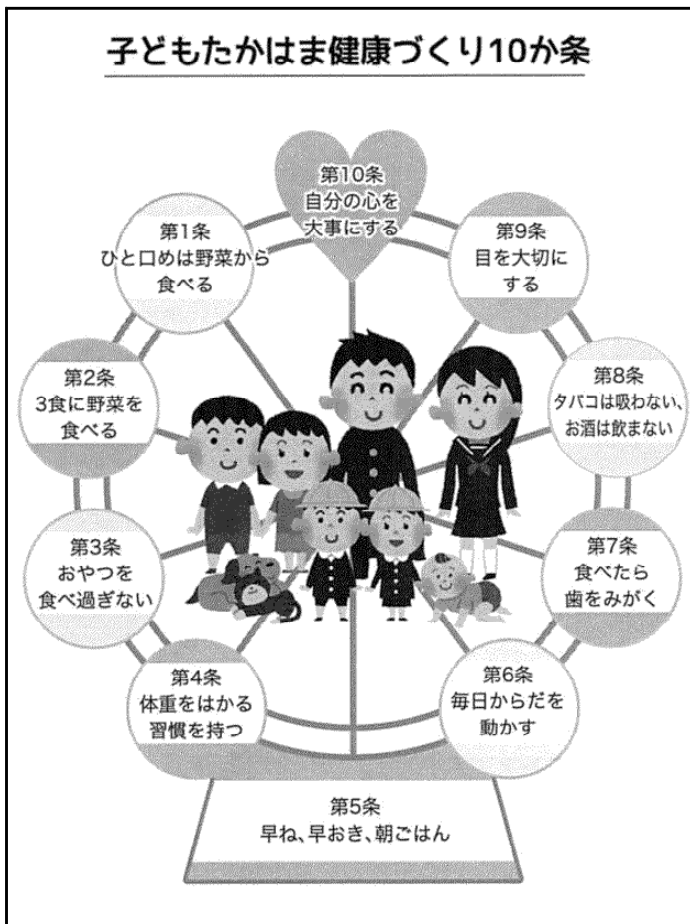 子どもたかはま健康づくり10か条
第1条
ひと口めは野菜から
食べる
第2条
3食に野菜を
食べる
第3条
おやつを
食べ過ぎない
第4条
体重をはかる
習慣を持つ
第5条
早ね、早おき、朝ごはん
第6条
毎日からだを
動かす
第7条
食べたら
歯をみがく
第8条
タバコは吸わない、
お酒は飲まない
第9条
目を大切に
する
第10条
自分の心を
大事にする